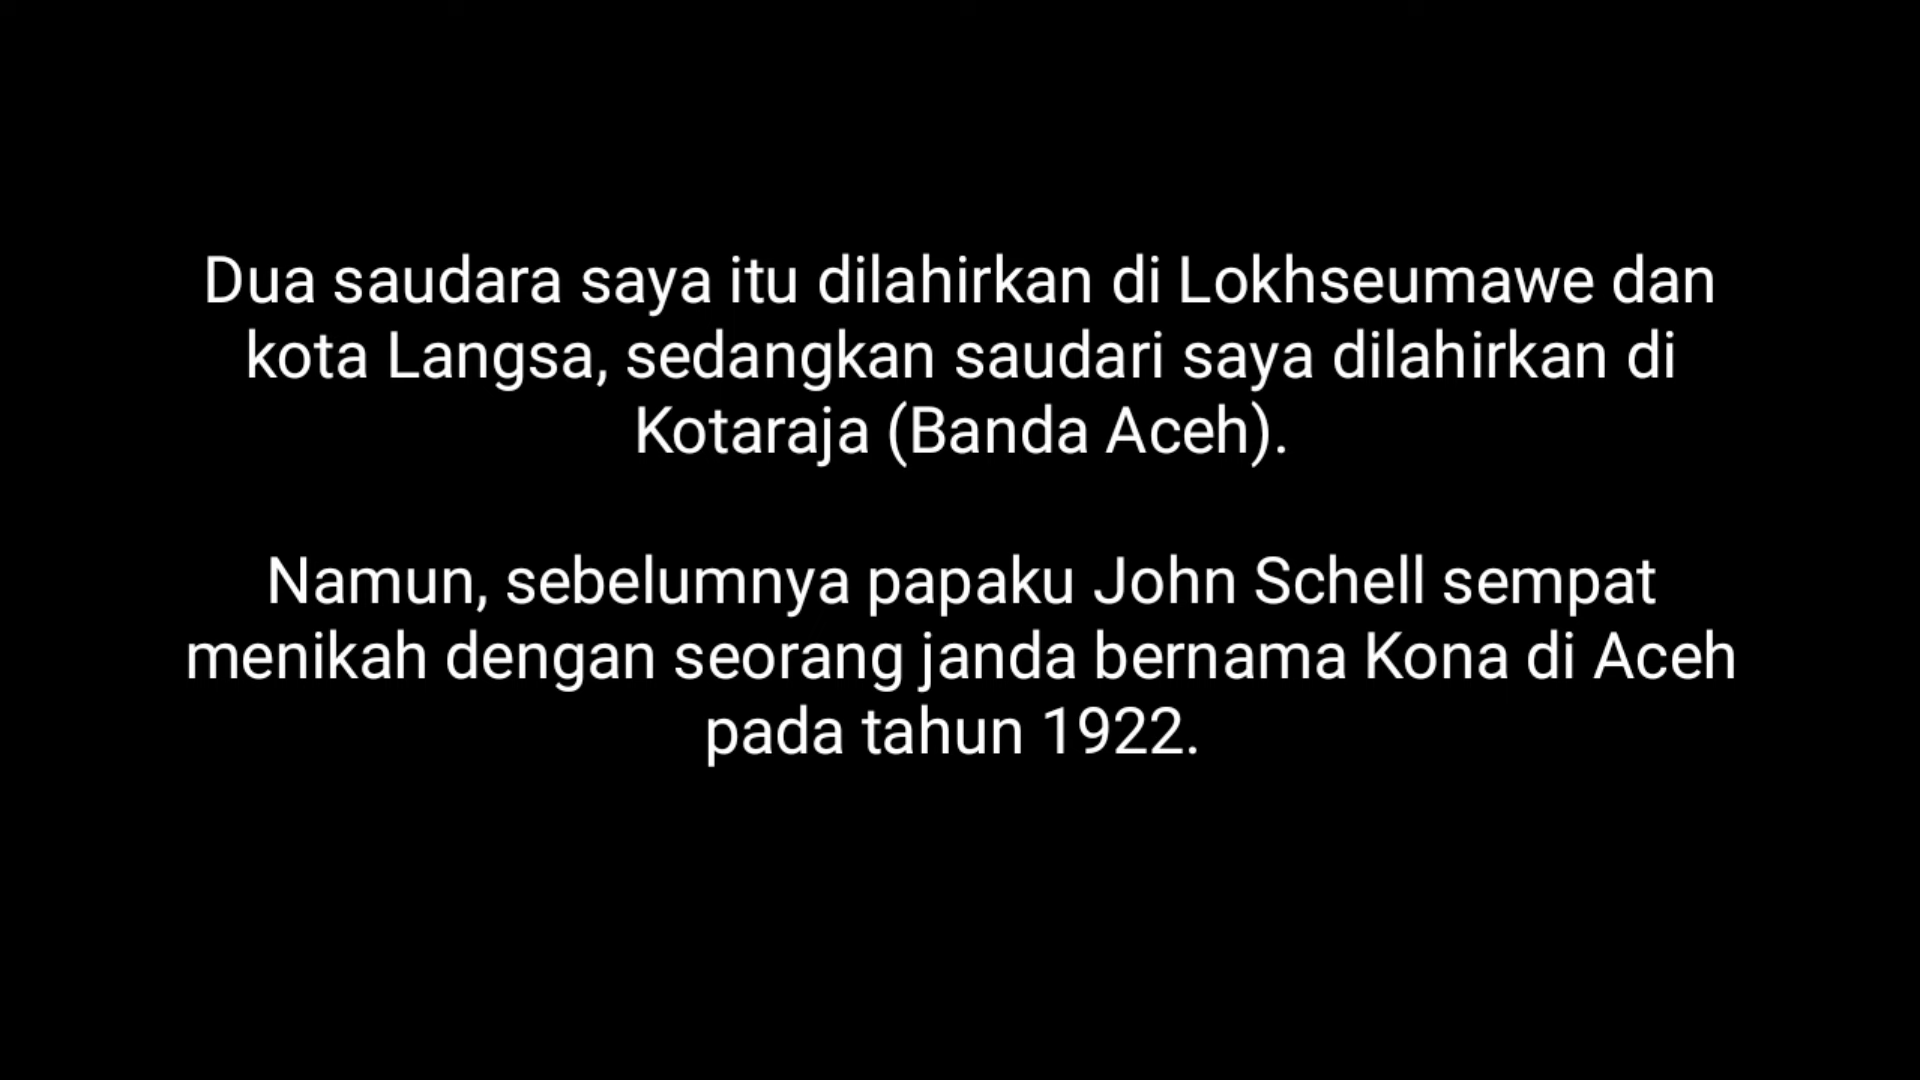 Dua saudara saya itu dilahirkan di Lokhseumawe dan
kota Langsa, sedangkan saudari saya dilahirkan di
Kotaraja (Banda Aceh).
Namun, sebelumnya papaku John Schell sempat
menikah dengan seorang janda bernama Kona di Aceh
pada tahun 1922.